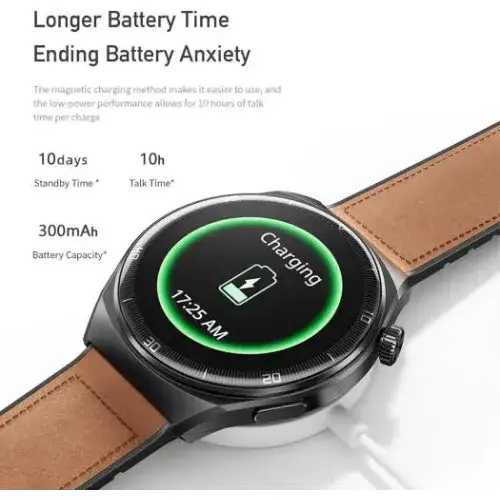 Longer Battery Time
Ending Battery Anxiety
The magnetic charging method makes it easier to use, and
the low-power performance allows for 10 hours of talk
time per charge
10days
Standby Time *
10h
Talk Time*
300mAh
Battery Capacity*
Charging
17:25 AM
10
20
30